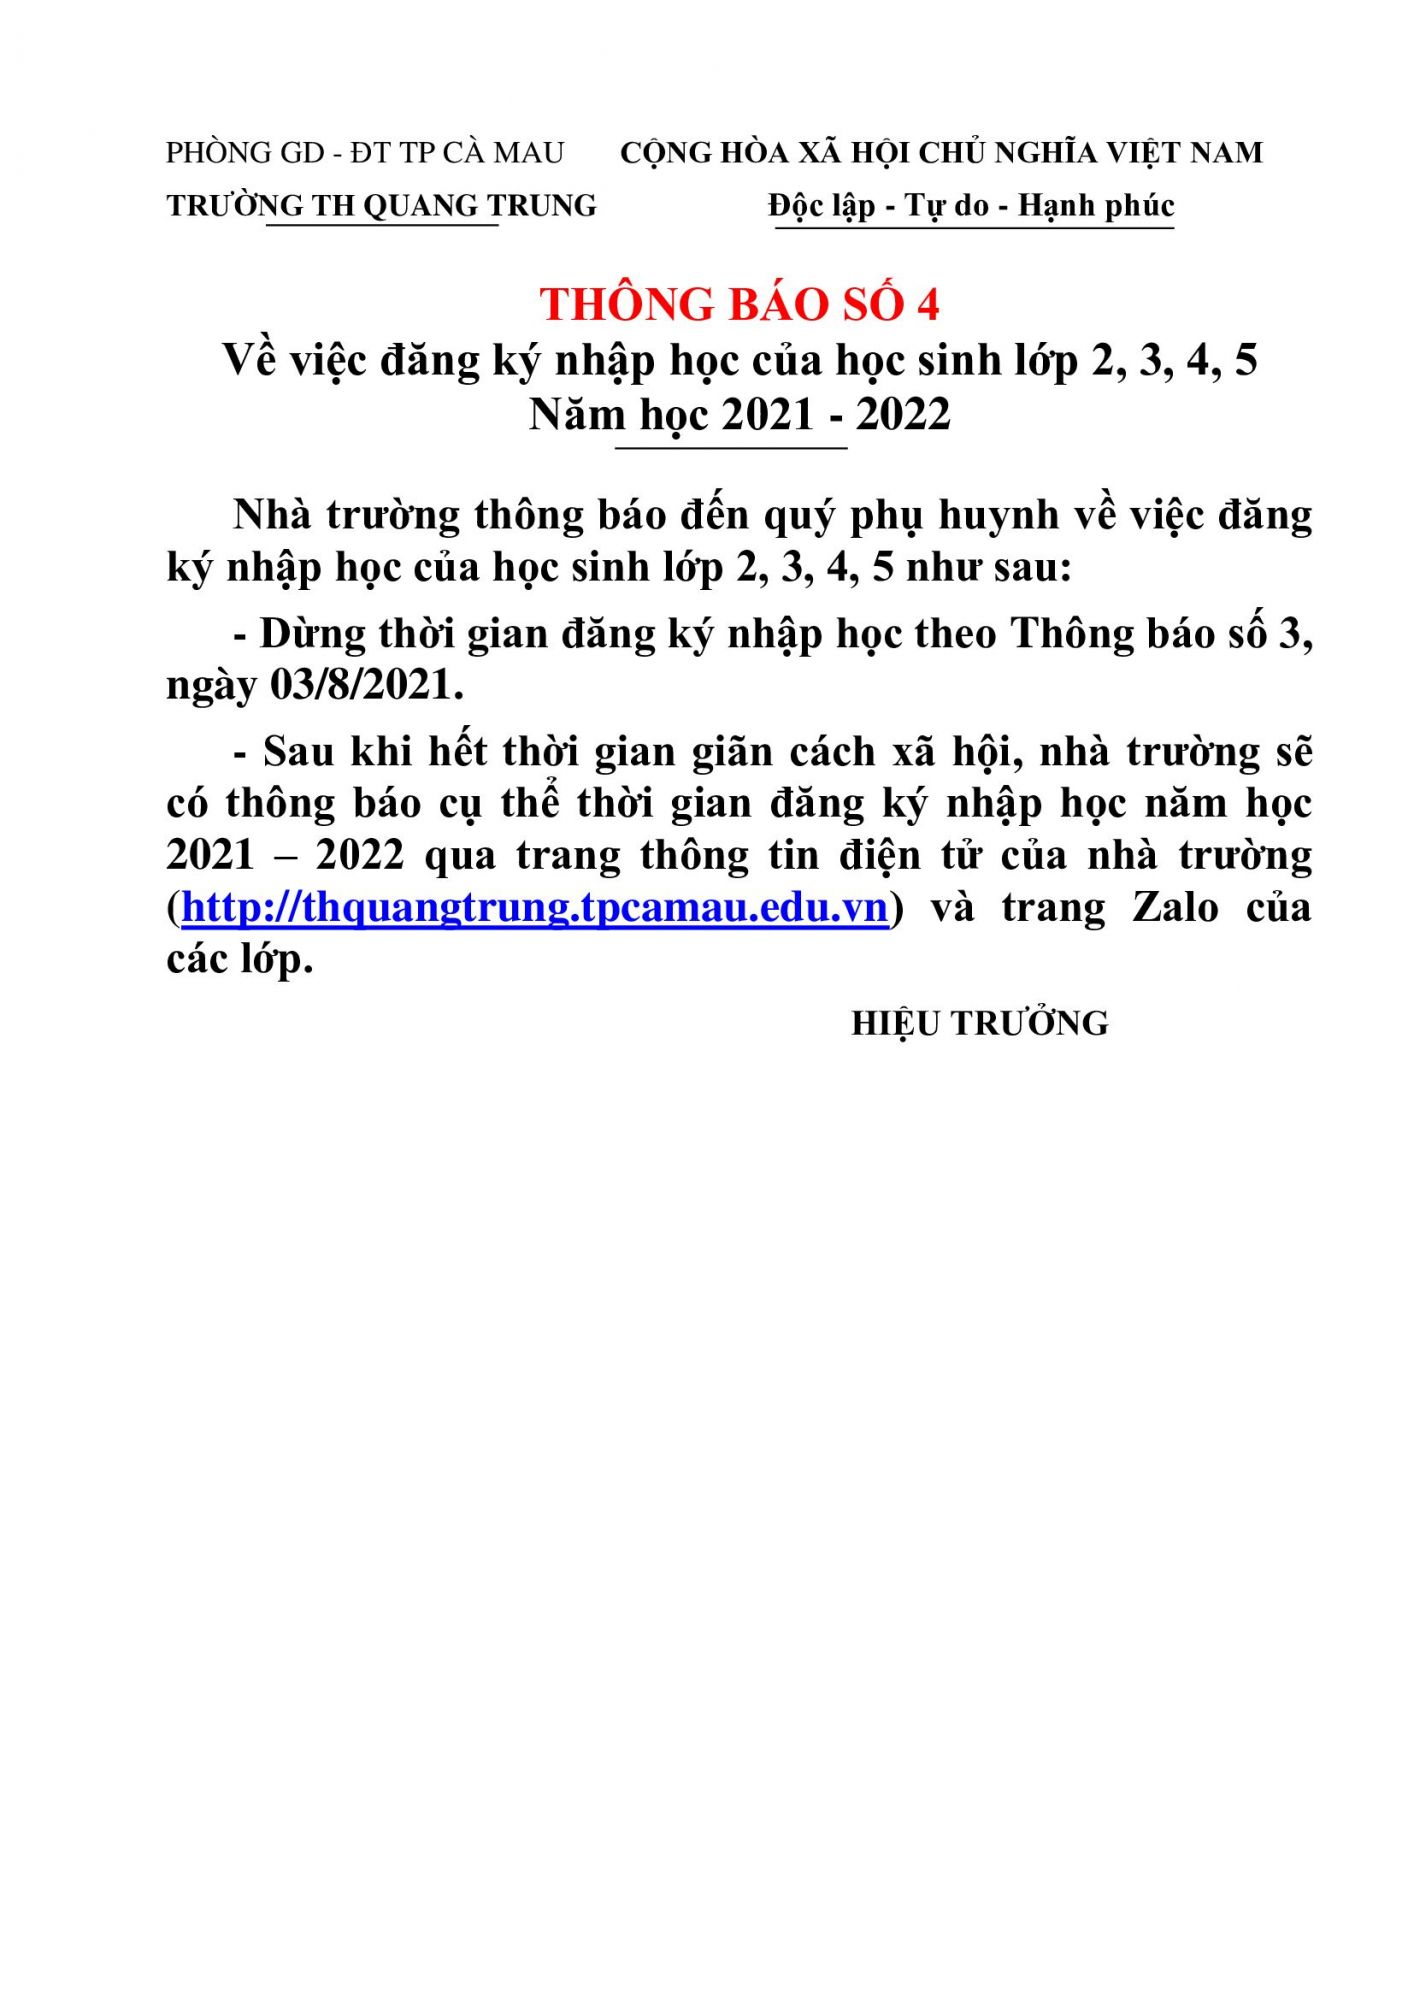 PHÒNG GD - ĐT TP CÀ MAU CỘNG HÒA XÃ HỘI CHỦ NGHĨA VIỆT NAM
TRƯỜNG TH QUANG TRUNG Độc lập - Tự do - Hạnh phúc
THÔNG BÁO SỐ 4
Về việc đăng ký nhập học của học sinh lớp 2, 3, 4, 5
Năm học 2021 - 2022
Nhà trường thông báo đến quý phụ huynh về việc đăng
ký nhập học của học sinh lớp 2, 3, 4, 5 như sau:
- Dừng thời gian đăng ký nhập học theo Thông báo số 3,
ngày 03/8/2021.
- Sau khi hết thời gian giãn cách xã hội, nhà trường sẽ
có thông báo cụ thể thời gian đăng ký nhập học năm học
2021 – 2022 qua trang thông tin điện tử của nhà trường
(http://thquangtrung.tpcamau.edu.vn) và trang Zalo của
các lớp.
HIỆU TRƯỞNG